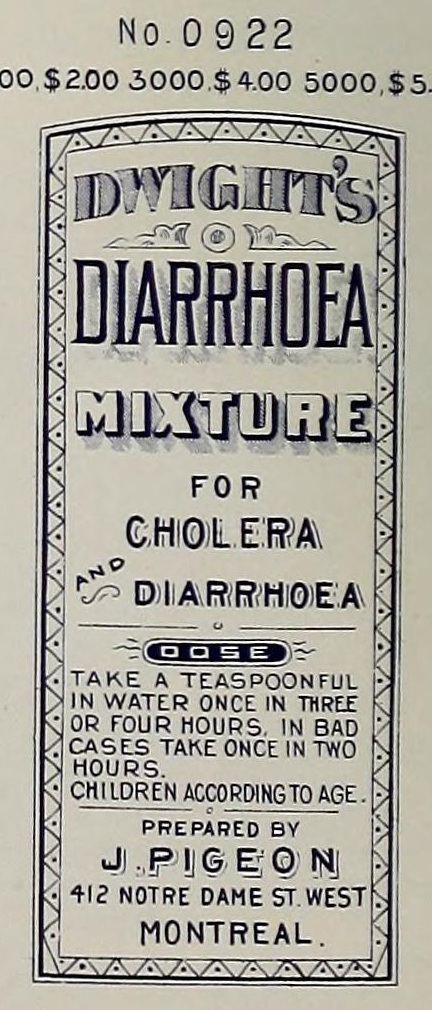 No. 0922
00, $2.00 3000, $4.00 5000, $5.
DWIGHT'S
DIARRHOEA
MIXTURE
FOR
CHOLERA
AND DIARRHOEA
DOSE
TAKE A TEASPOONFUL
IN WATER ONCE IN THREE
OR FOUR HOURS, IN BAD
CASES TAKE ONCE IN TWO
HOURS.
CHILDREN ACCORDING TO AGE.
PREPARED BY
J. PIGEON
412 NOTRE DAME ST. WEST
MONTREAL.